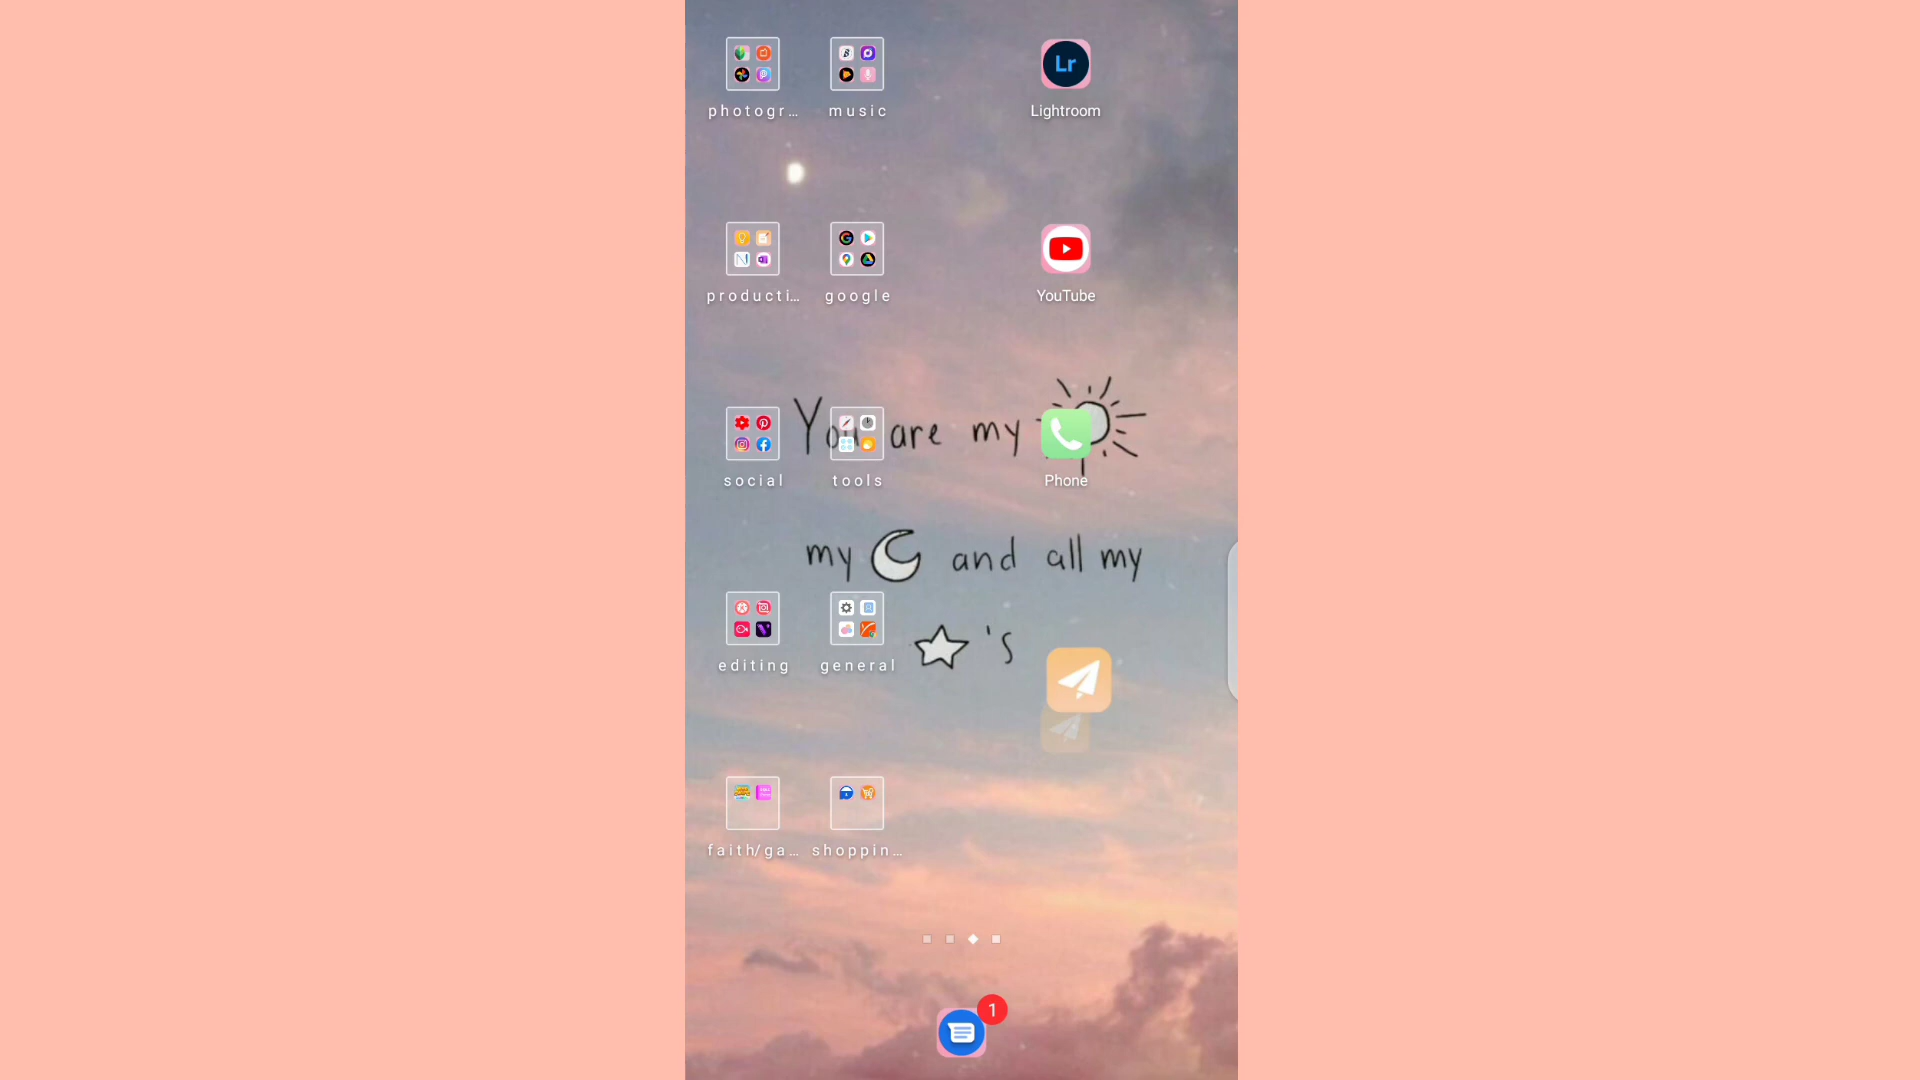 photogr... music Lightroom
Lr
producti... google YouTube
You are my
social tools Phone
my and all my
's
editing general
faith/ga... shoppin...
1